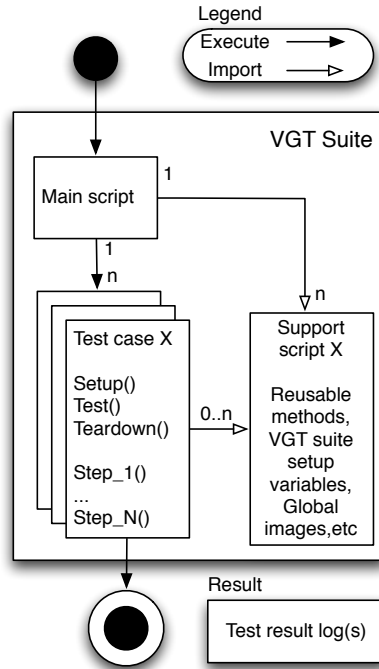 Legend
Execute
Import
VGT Suite
Main script
1
1
n
n
Test case X
Setup()
Test()
Teardown()
Step_1()
...
Step_N()
0..n
Support
script X
Reusable
methods,
VGT suite
setup
variables,
Global
images,etc
Result
Test result log(s)